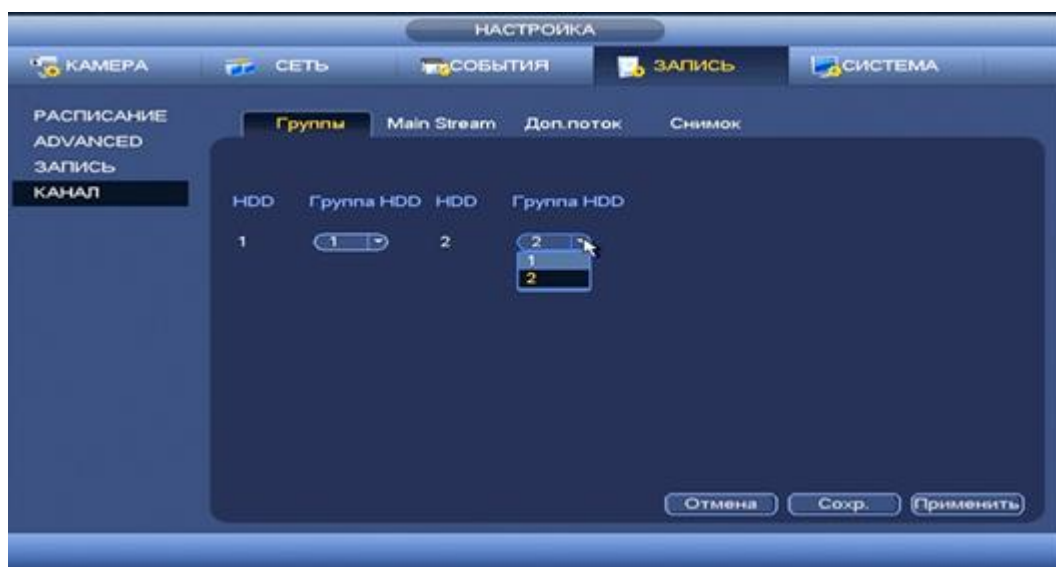 НАСТРОЙКА
КАМЕРА СЕТЬ СОБЫТИЯ ЗАПИСЬ СИСТЕМА
РАСПИСАНИЕ
ADVANCED
ЗАПИСЬ
КАНАЛ
Группы Main Stream Доп.поток Снимок
HDD Группа HDD HDD Группа HDD
1 1 2 2
1
2
Отмена Сохр. Применить